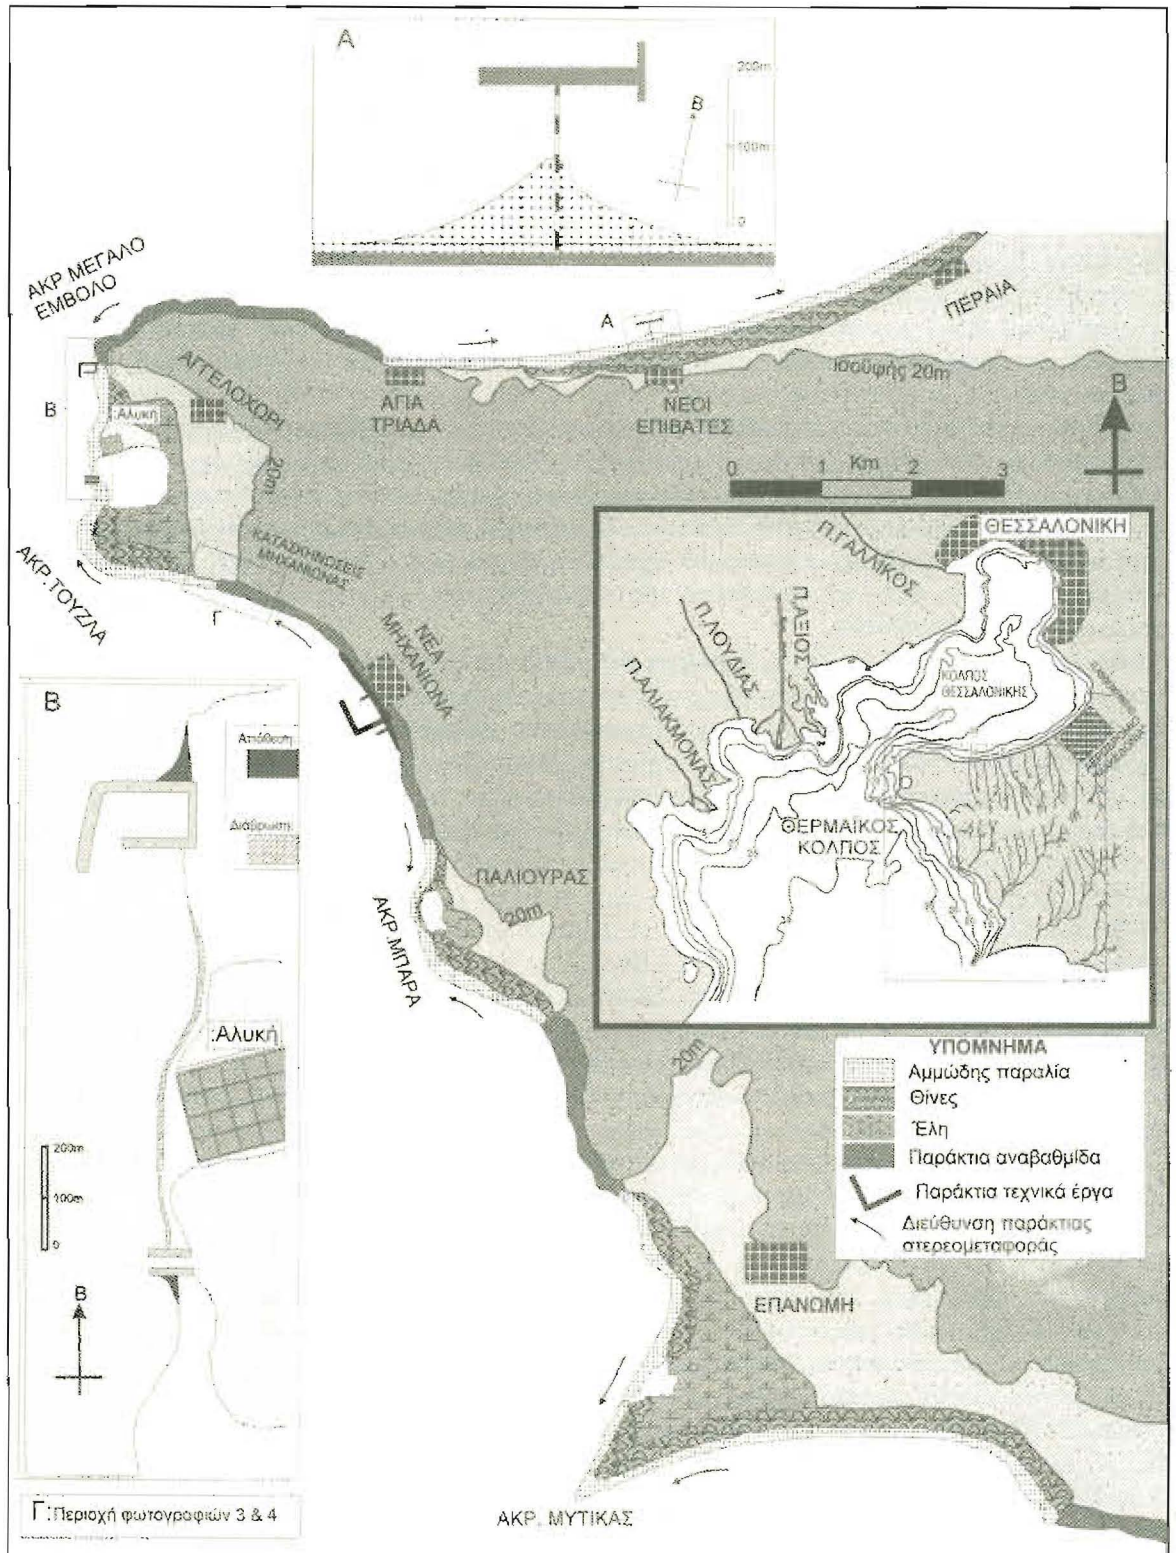 A
200m
B
100m
0
ΑΚΡ.ΜΕΓΑΛΟ
ΕΜΒΟΛΟ
Α
ΠΕΡΑΙΑ
ΑΓΓΕΛΟΧΩΡΙ
Ισοϋψής 20m
Β
ΑΓΙΑ
ΤΡΙΑΔΑ
ΝΕΟΙ
ΕΠΙΒΑΤΕΣ
Β
:Αλυκή
20m
0 1 Km 2 3
ΚΑΤΑΣΚΗΝΩΣΕΙΣ
ΜΗΧΑΝΙΩΝΑΣ
ΑΚΡ.ΤΟΥΖΛΑ
Γ
ΝΕΑ
ΜΗΧΑΝΙΩΝΑ
Π.ΓΑΛΛΙΚΟΣ
ΘΕΣΣΑΛΟΝΙΚΗ
Π.ΑΞΙΟΣ
Π.ΛΟΥΔΙΑΣ
Π.ΑΛΙΑΚΜΟΝΑΣ
ΚΟΛΠΟΣ
ΘΕΣΣΑΛΟΝΙΚΗΣ
ΘΕΡΜΑΪΚΟΣ
ΚΟΛΠΟΣ
Β
Απόθεση
Διάβρωση
:Αλυκή
200m
100m
0
Β
ΠΑΛΙΟΥΡΑΣ
20m
ΑΚΡ.ΜΠΑΡΑ
20m
ΥΠΟΜΝΗΜΑ
Αμμώδης παραλία
Θίνες
Έλη
Παράκτια αναβαθμίδα
Παράκτια τεχνικά έργα
Διεύθυνση παράκτιας
στερεομεταφοράς
ΕΠΑΝΩΜΗ
Γ:Περιοχή φωτογραφιών 3 & 4
ΑΚΡ. ΜΥΤΙΚΑΣ